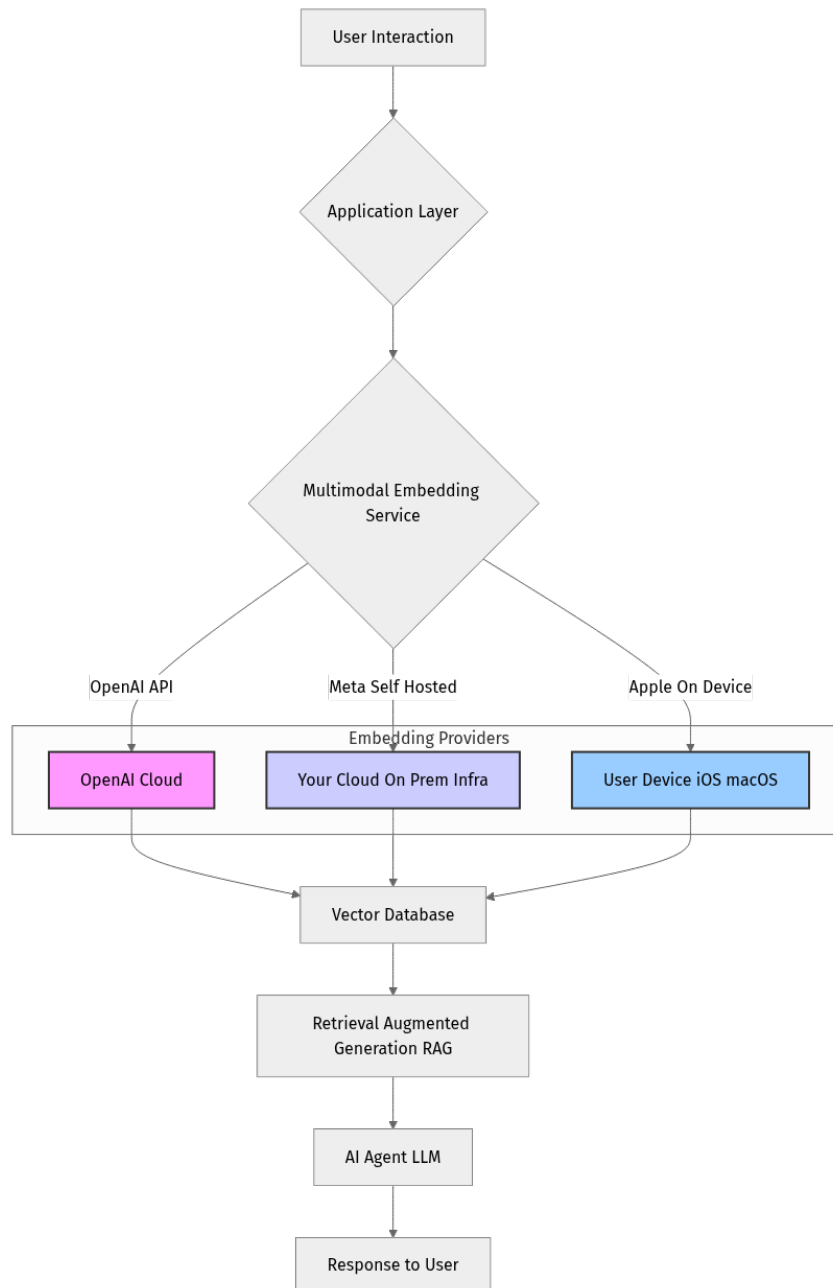 User Interaction
Application Layer
Multimodal Embedding
Service
OpenAI API
Meta Self Hosted
Apple On Device
Embedding Providers
OpenAI Cloud
Your Cloud On Prem Infra
User Device iOS macOS
Vector Database
Retrieval Augmented
Generation RAG
AI Agent LLM
Response to User